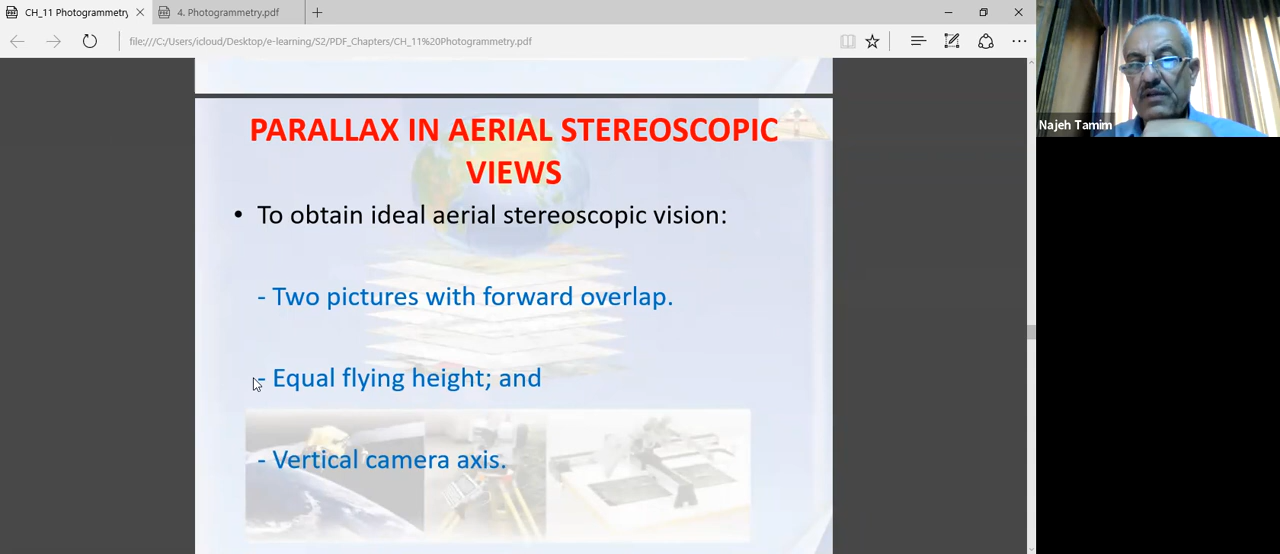 CH_11 Photogrammetry
4. Photogrammetry.pdf
file:///C:/Users/icloud/Desktop/e-learning/S2/PDF_Chapters/CH_11%20Photogrammetry.pdf
Najeh Tamim
PARALLAX IN AERIAL STEREOSCOPIC
VIEWS
• To obtain ideal aerial stereoscopic vision:
- Two pictures with forward overlap.
- Equal flying height; and
- Vertical camera axis.